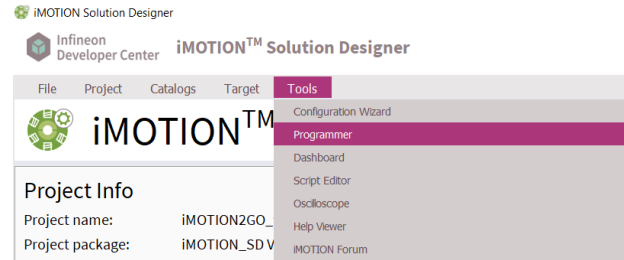 iMOTION Solution Designer
Infineon
Developer Center
iMOTION™ Solution Designer
File Project Catalogs Target Tools
iMOTION™
Configuration Wizard
Programmer
Dashboard
Script Editor
Oscilloscope
Help Viewer
iMOTION Forum
Project Info
Project name: iMOTION2GO_
Project package: iMOTION_SD V